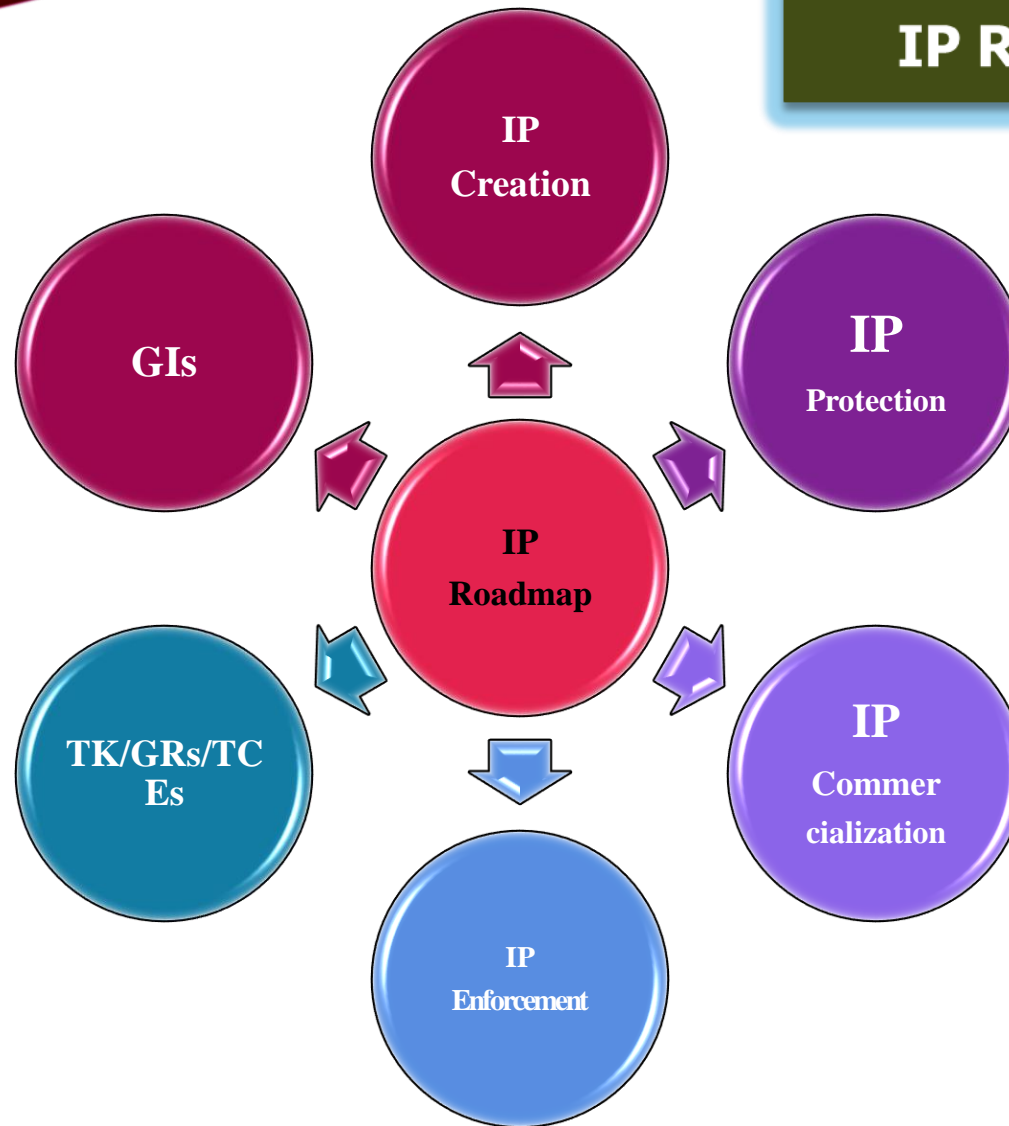 IP R
IP
Creation
GIs
IP
Protection
IP
Roadmap
TK/GRs/TC
Es
IP
Commer
cialization
IP
Enforcement